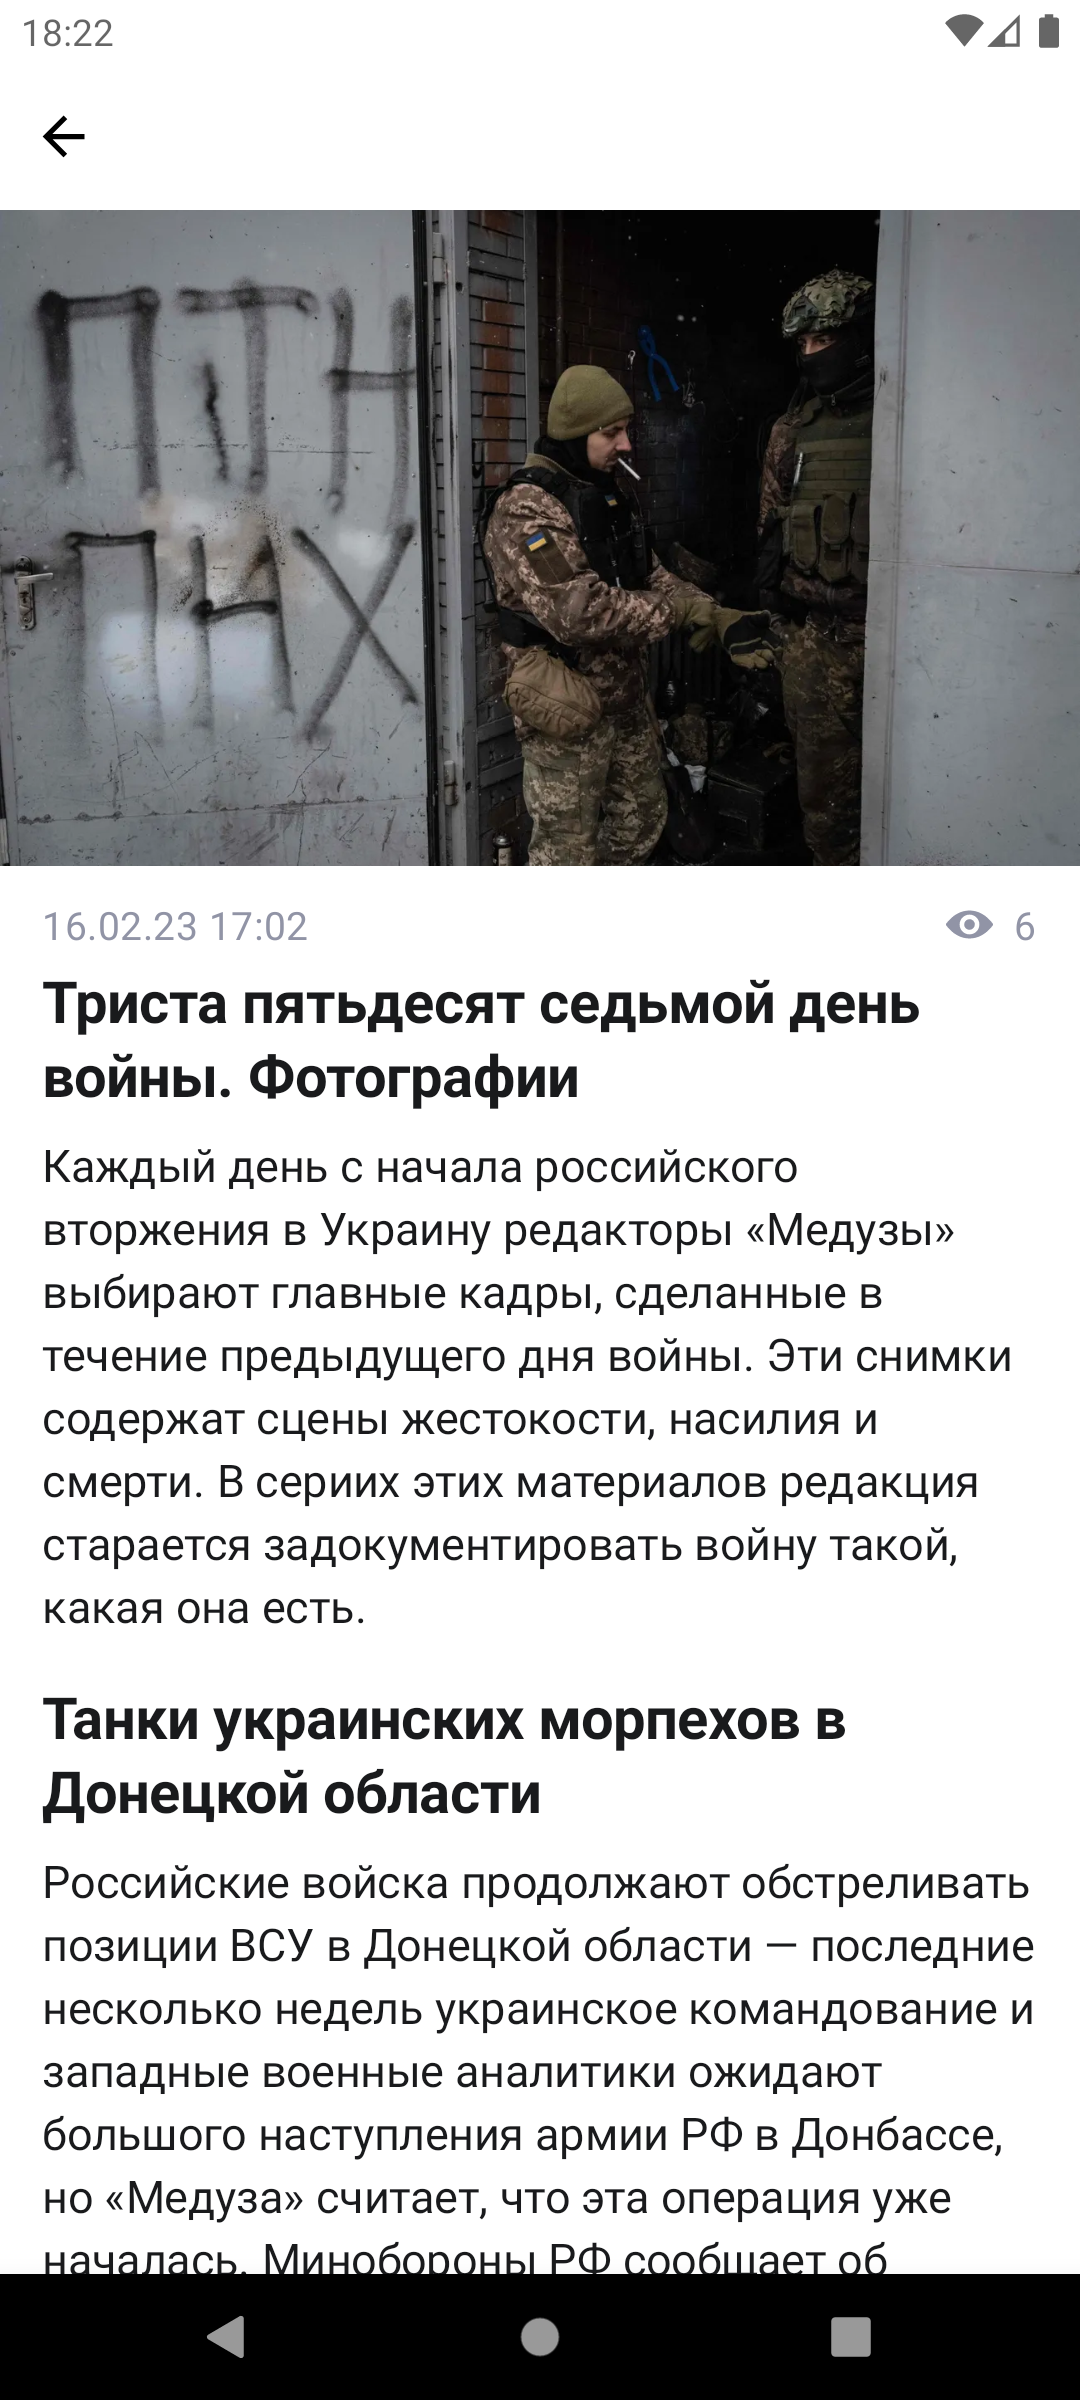 18:22
ПТН
ПНХ
16.02.23 17:02
6
Триста пятьдесят седьмой день
войны. Фотографии
Каждый день с начала российского
вторжения в Украину редакторы «Медузы»
выбирают главные кадры, сделанные в
течение предыдущего дня войны. Эти снимки
содержат сцены жестокости, насилия и
смерти. В сериих этих материалов редакция
старается задокументировать войну такой,
какая она есть.
Танки украинских морпехов в
Донецкой области
Российские войска продолжают обстреливать
позиции ВСУ в Донецкой области — последние
несколько недель украинское командование и
западные военные аналитики ожидают
большого наступления армии РФ в Донбассе,
но «Медуза» считает, что эта операция уже
началась. Минобороны РФ сообщает об